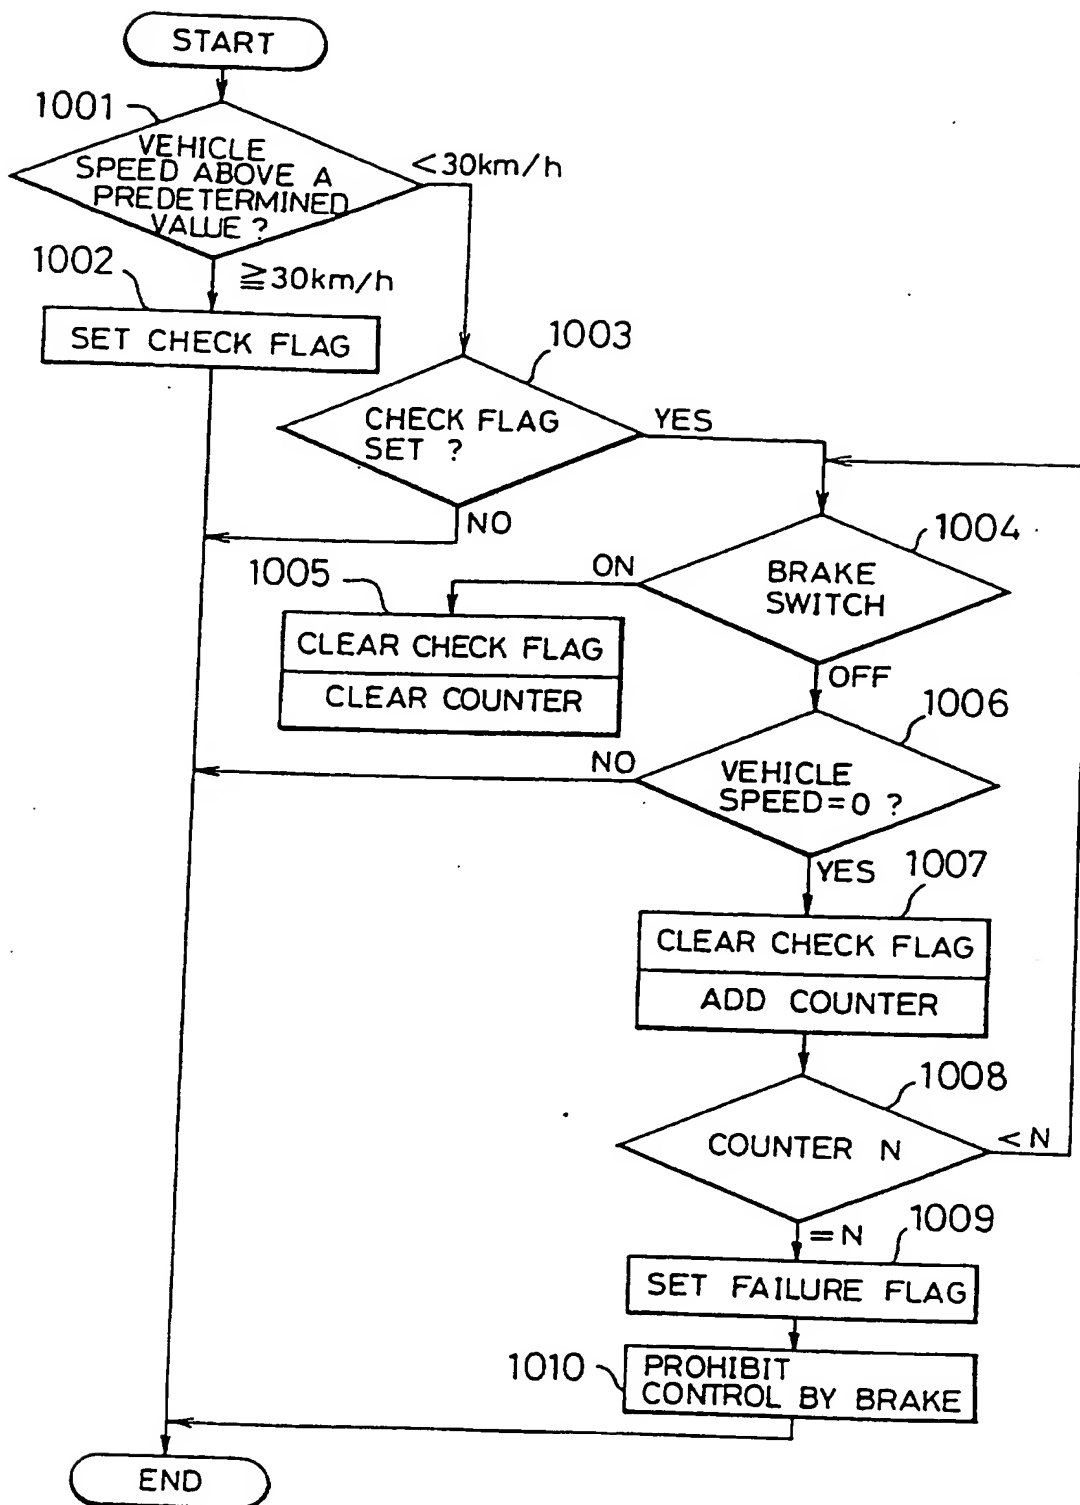 START
1001
VEHICLE
SPEED ABOVE A
PREDETERMINED
VALUE ?
<30km/h
1002
≧30km/h
SET CHECK FLAG
1003
CHECK FLAG
SET ?
YES
NO
1004
BRAKE
SWITCH
ON
1005
CLEAR CHECK FLAG
CLEAR COUNTER
OFF
1006
VEHICLE
SPEED=0 ?
NO
YES
1007
CLEAR CHECK FLAG
ADD COUNTER
1008
COUNTER N
<N
=N
1009
SET FAILURE FLAG
1010
PROHIBIT
CONTROL BY BRAKE
END